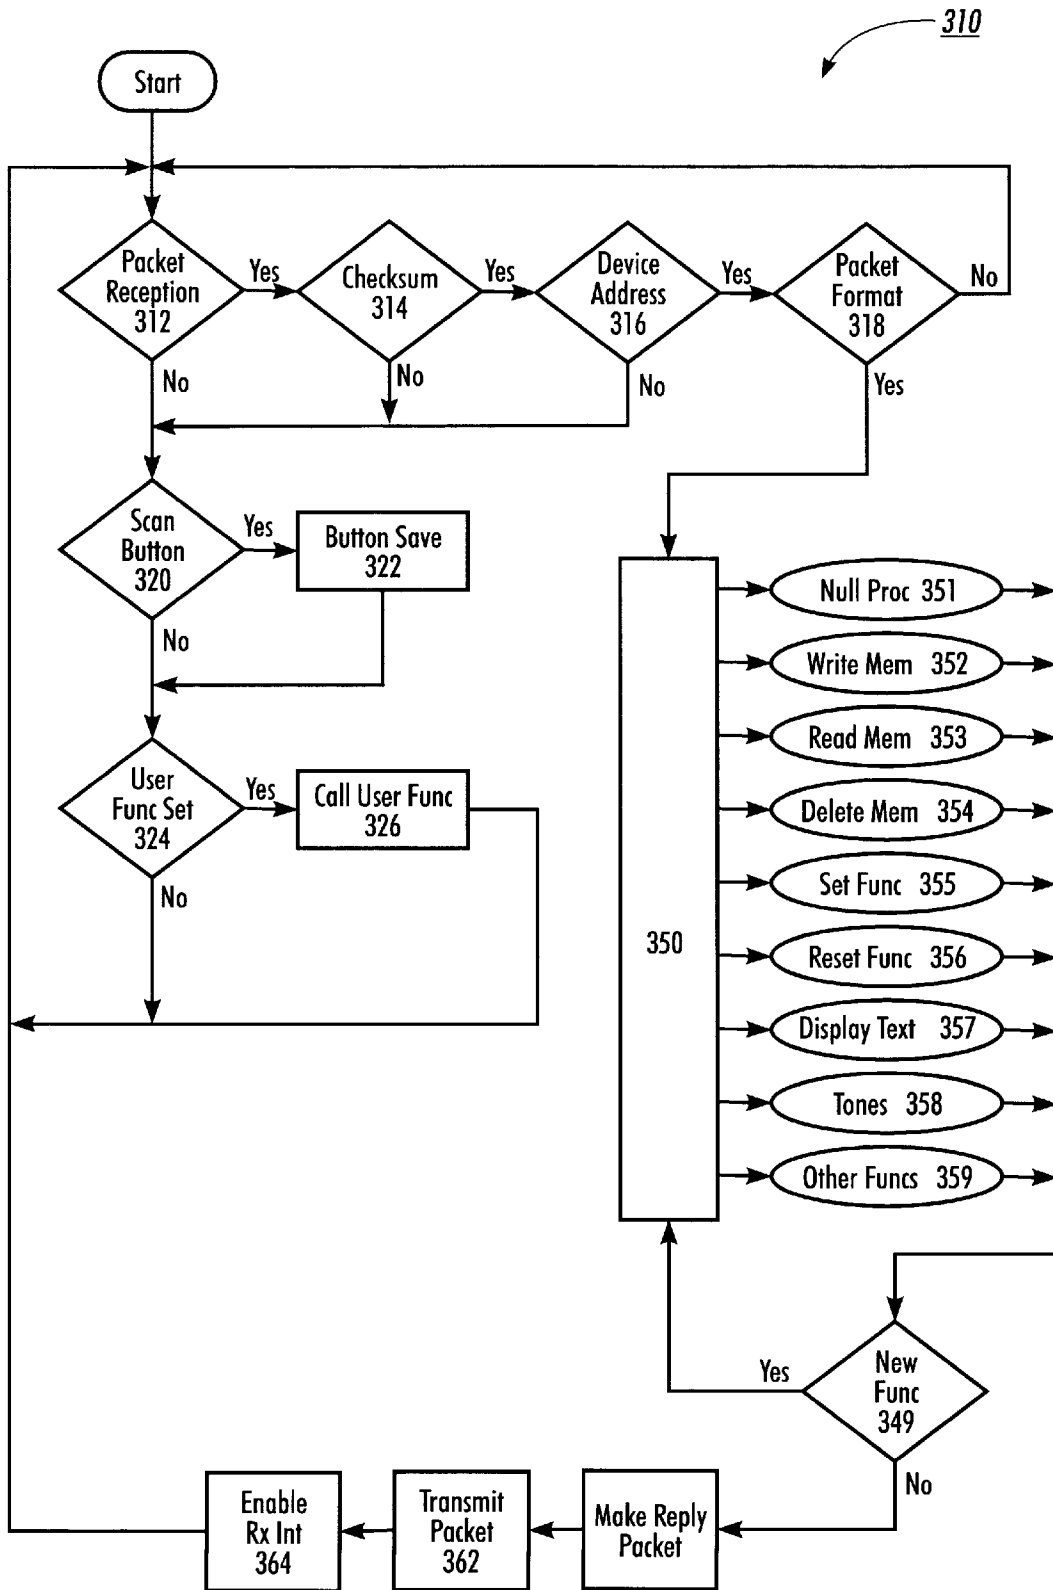 310
Start
Packet
Reception
312
Yes
No
Checksum
314
Yes
No
Device
Address
316
Yes
No
Packet
Format
318
No
Yes
Scan
Button
320
Yes
No
Button Save
322
User
Func Set
324
Yes
No
Call User Func
326
350
Null Proc 351
Write Mem 352
Read Mem 353
Delete Mem 354
Set Func 355
Reset Func 356
Display Text 357
Tones 358
Other Funcs 359
New
Func
349
Yes
No
Make Reply
Packet
Transmit
Packet
362
Enable
Rx Int
364